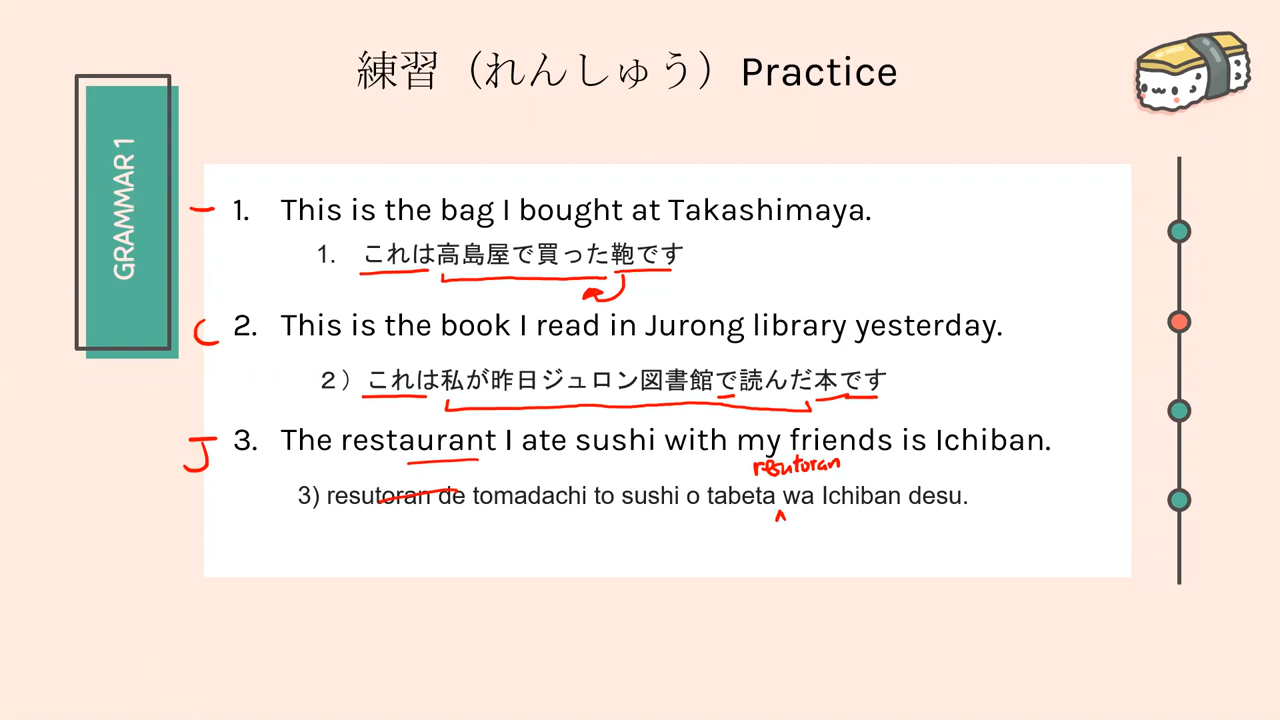 練習（れんしゅう）Practice
GRAMMAR 1
1. This is the bag I bought at Takashimaya.
1. これは高島屋で買った鞄です
C 2. This is the book I read in Jurong library yesterday.
２）これは私が昨日ジュロン図書館で読んだ本です
J 3. The restaurant I ate sushi with my friends is Ichiban.
resutoran
3) resutoran de tomadachi to sushi o tabeta wa Ichiban desu.